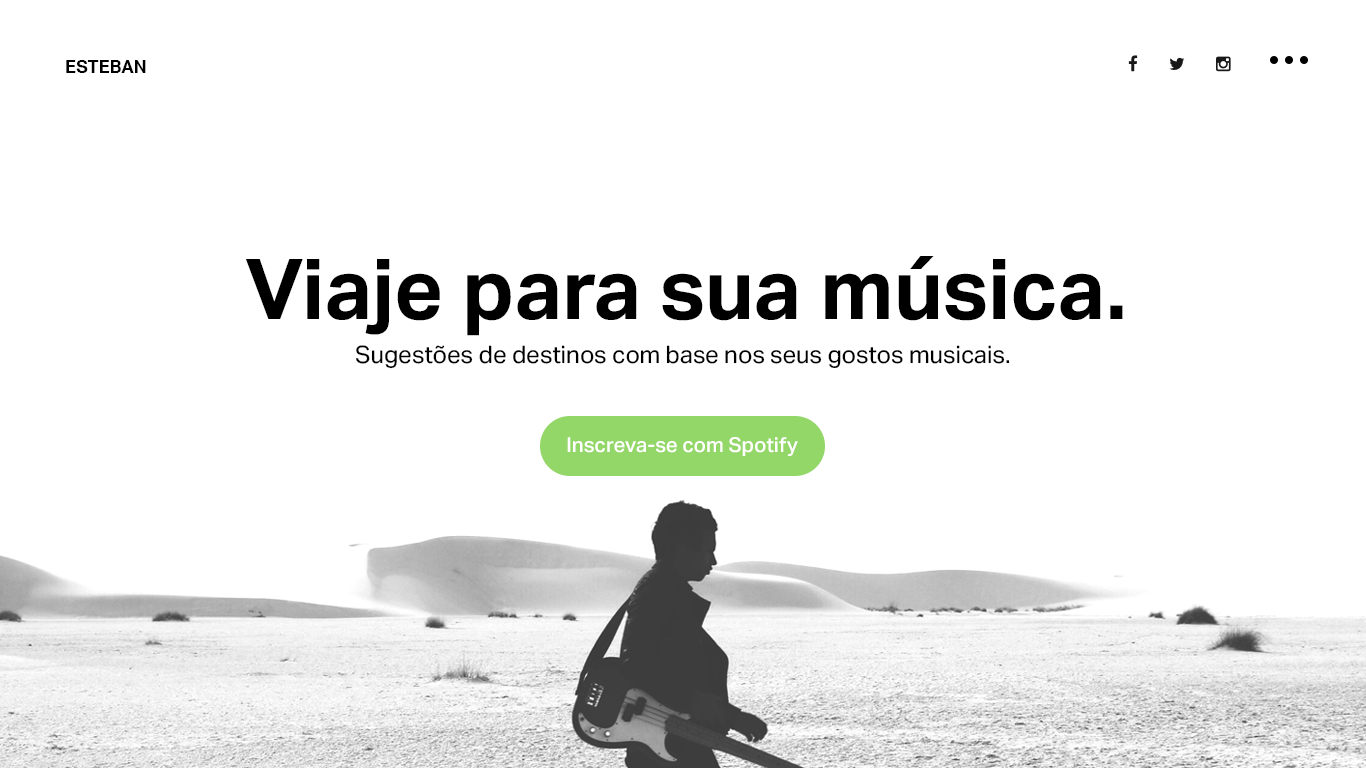 ESTEBAN
Viaje para sua música.
Sugestões de destinos com base nos seus gostos musicais.
Inscreva-se com Spotify